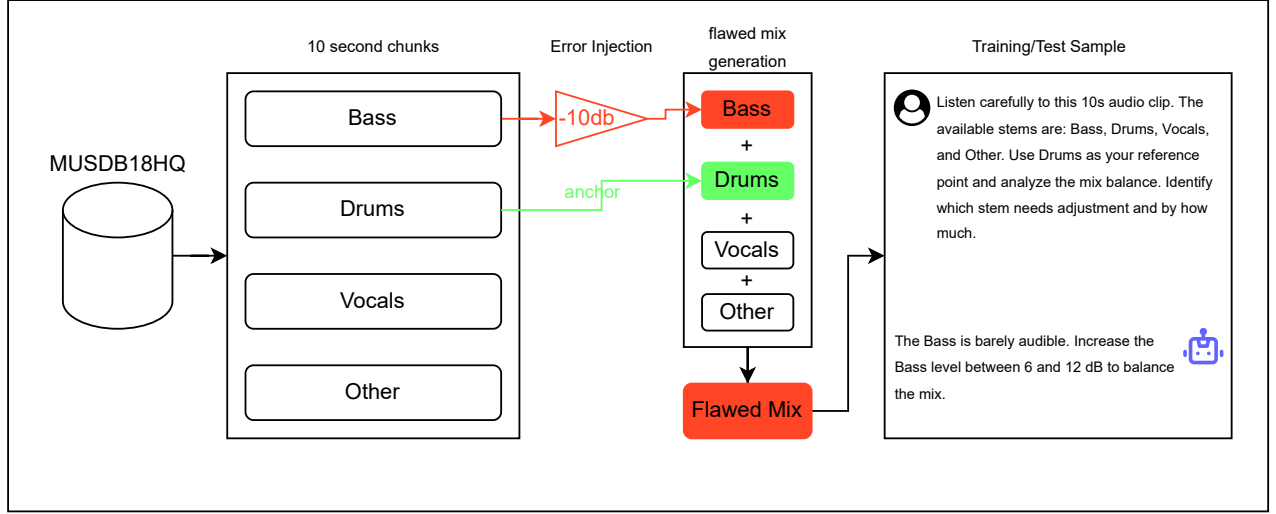 10 second chunks
Error Injection
flawed mix
generation
Training/Test Sample
MUSDB18HQ
Bass
Drums
Vocals
Other
-10db
anchor
Bass
+
Drums
+
Vocals
+
Other
Flawed Mix
Listen carefully to this 10s audio clip. The
available stems are: Bass, Drums, Vocals,
and Other. Use Drums as your reference
point and analyze the mix balance. Identify
which stem needs adjustment and by how
much.
The Bass is barely audible. Increase the
Bass level between 6 and 12 dB to balance
the mix.